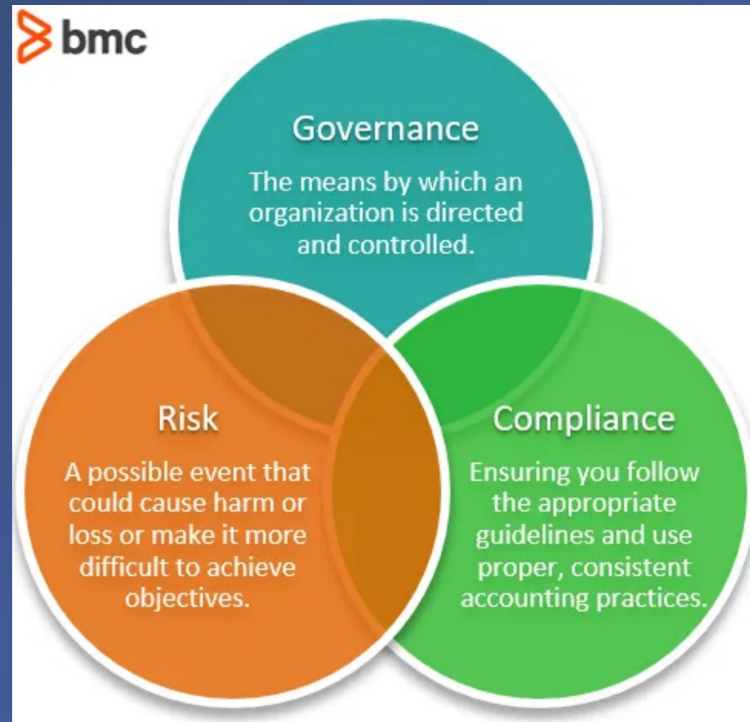 bmc
Governance
The means by which an
organization is directed
and controlled.
Risk
A possible event that
could cause harm or
loss or make it more
difficult to achieve
objectives.
Compliance
Ensuring you follow
the appropriate
guidelines and use
proper, consistent
accounting practices.